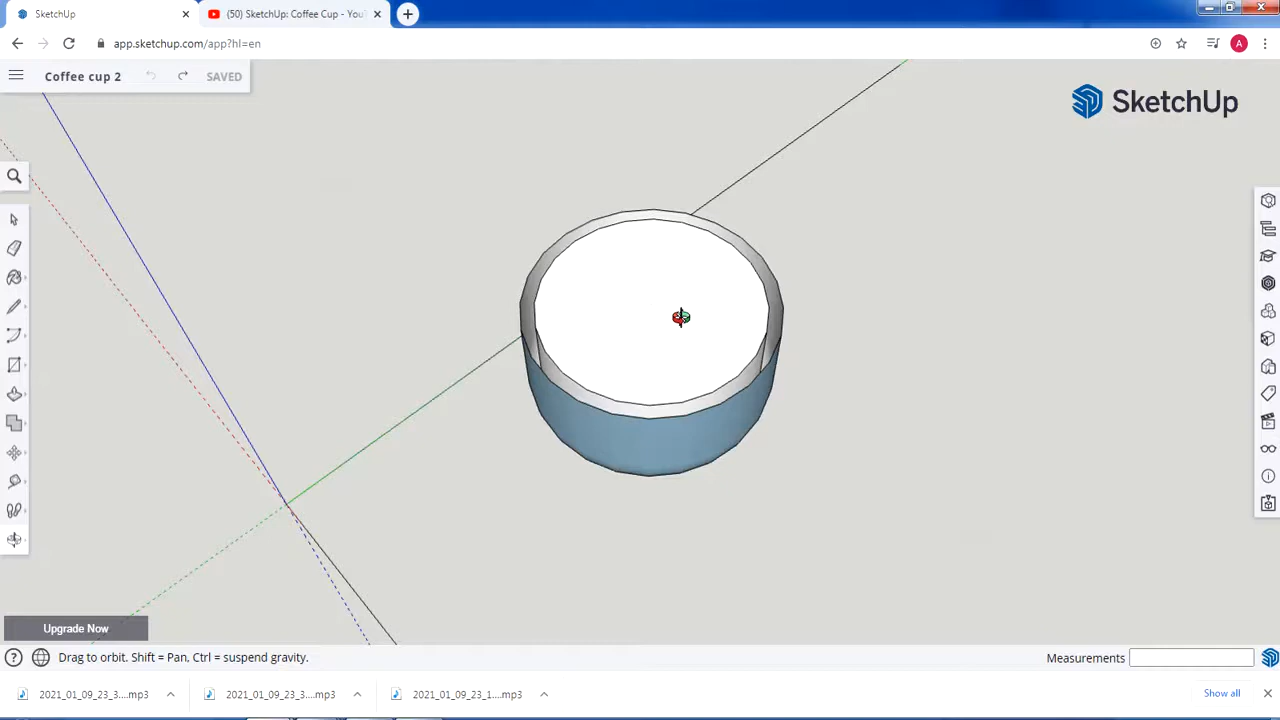 SketchUp
(50) SketchUp: Coffee Cup - You
app.sketchup.com/app?hl=en
A
Coffee cup 2
SAVED
SketchUp
Upgrade Now
Drag to orbit. Shift = Pan, Ctrl = suspend gravity.
Measurements
2021_01_09_23_3....mp3
2021_01_09_23_3....mp3
2021_01_09_23_1....mp3
Show all